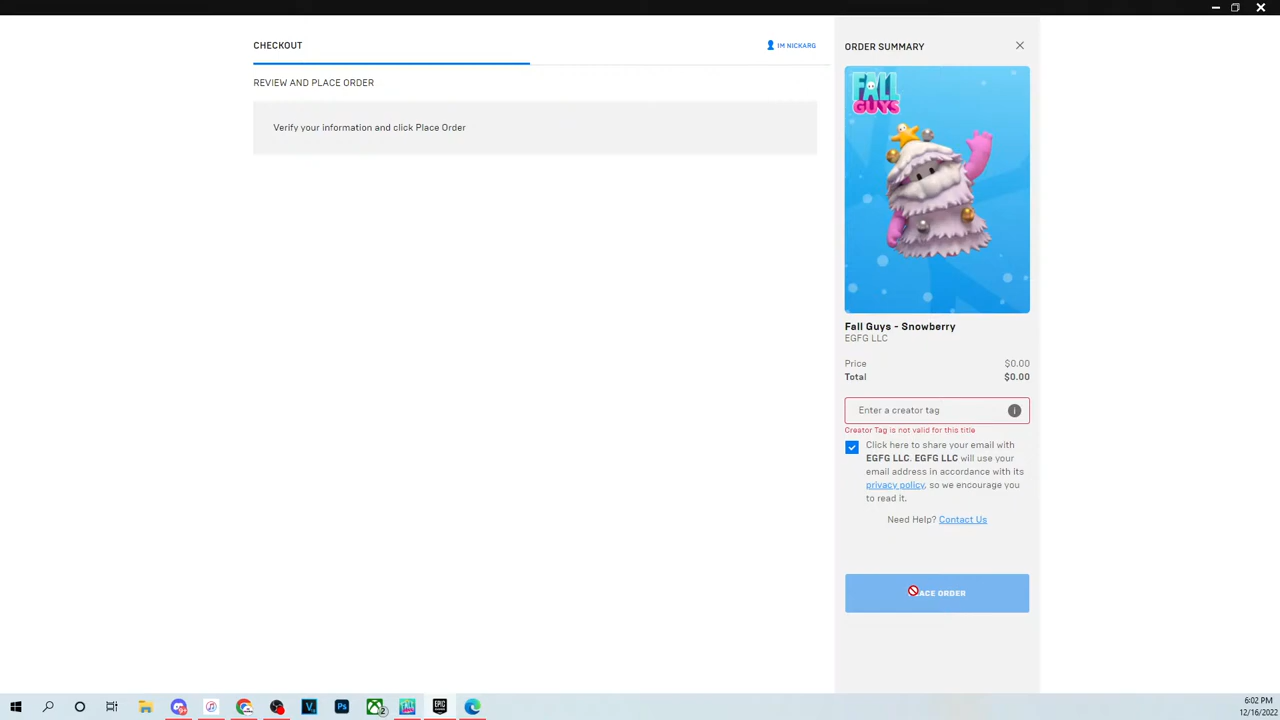 CHECKOUT
IM NICKARG
REVIEW AND PLACE ORDER
Verify your information and click Place Order
ORDER SUMMARY
FALL
GUYS
Fall Guys - Snowberry
EGFG LLC
Price $0.00
Total $0.00
Enter a creator tag
i
Creator Tag is not valid for this title
Click here to share your email with
EGFG LLC. EGFG LLC will use your
email address in accordance with its
privacy policy, so we encourage you
to read it.
Need Help? Contact Us
ACE ORDER
V
Ps
2
EPIC
6:02 PM
12/16/2022